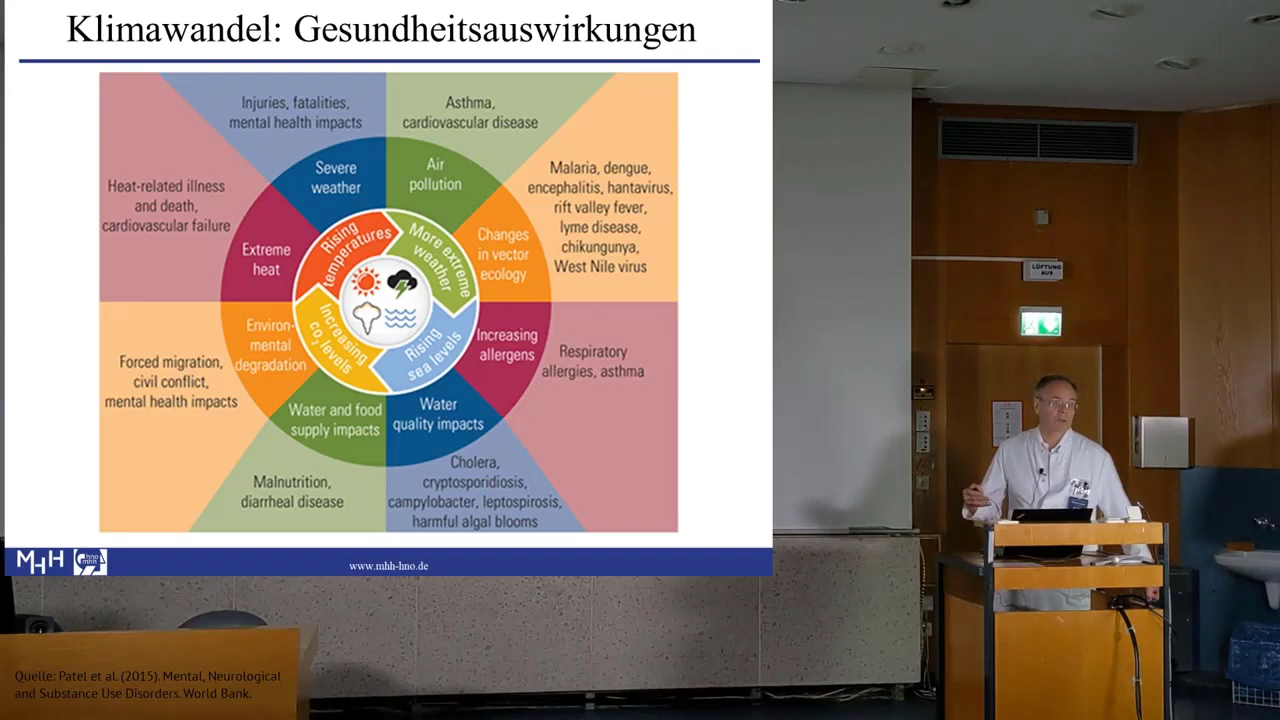 Klimawandel: Gesundheitsauswirkungen
Injuries, fatalities,
mental health impacts
Asthma,
cardiovascular disease
Severe
weather
Air
pollution
Heat-related illness
and death,
cardiovascular failure
Malaria, dengue,
encephalitis, hantavirus,
rift valley fever,
lyme disease,
chikungunya,
West Nile virus
Extreme
heat
Changes
in vector
ecology
Rising
temperatures
More extreme
weather
Increasing
CO2 levels
Rising
sea levels
Environ-
mental
degradation
Increasing
allergens
Forced migration,
civil conflict,
mental health impacts
Respiratory
allergies, asthma
Water and food
supply impacts
Water
quality impacts
Malnutrition,
diarrheal disease
Cholera,
cryptosporidiosis,
campylobacter, leptospirosis,
harmful algal blooms
MHH
hno
mhh
www.mhh-hno.de
LÜFTUNG
AUS
Quelle: Patel et al. (2015). Mental, Neurological
and Substance Use Disorders. World Bank.